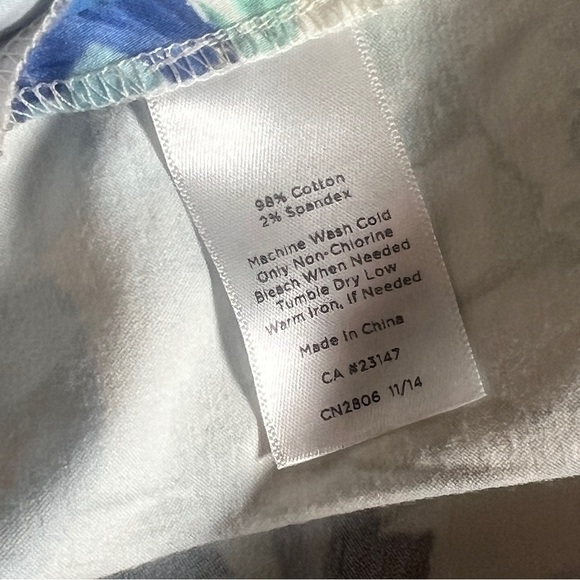 98% Cotton
2% Spandex
Machine Wash Cold
Only Non-Chlorine
Bleach When Needed
Tumble Dry Low
Warm Iron, If Needed
Made In China
CA #23147
CN2806 11/14